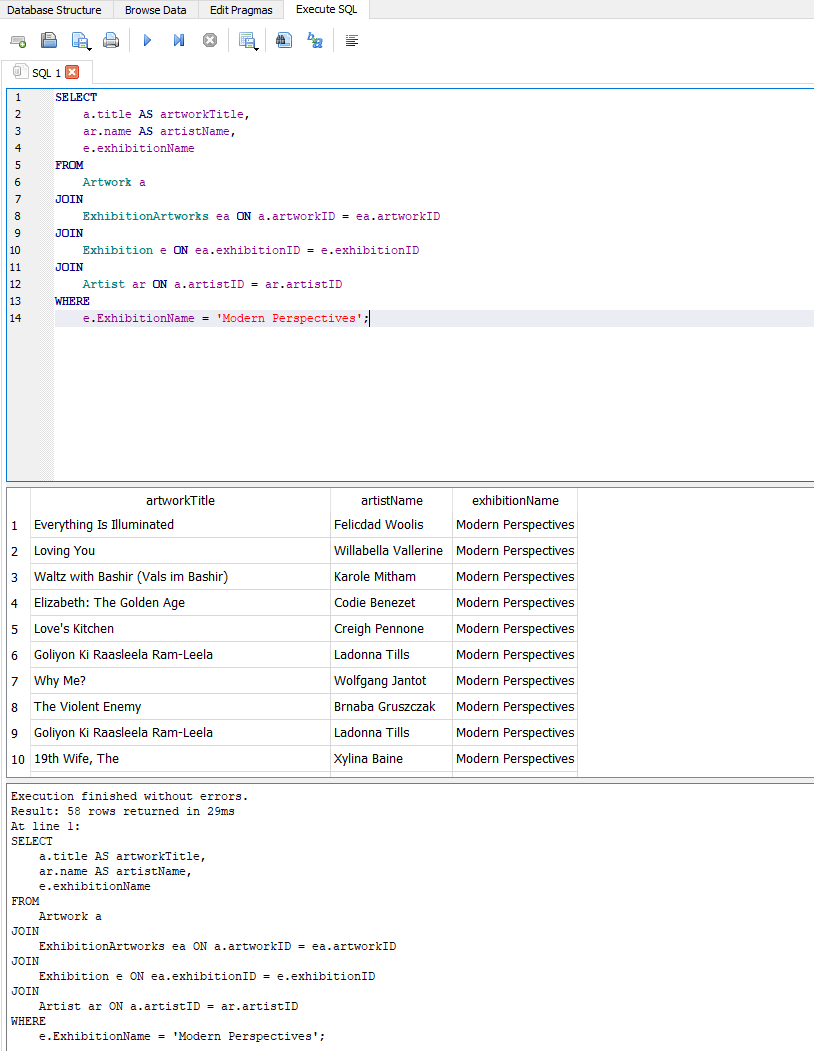 Database Structure Browse Data Edit Pragmas Execute SQL
SQL 1
1 SELECT
2 a.title AS artworkTitle,
3 ar.name AS artistName,
4 e.exhibitionName
5 FROM
6 Artwork a
7 JOIN
8 ExhibitionArtworks ea ON a.artworkID = ea.artworkID
9 JOIN
10 Exhibition e ON ea.exhibitionID = e.exhibitionID
11 JOIN
12 Artist ar ON a.artistID = ar.artistID
13 WHERE
14 e.ExhibitionName = 'Modern Perspectives';
artworkTitle artistName exhibitionName
1 Everything Is Illuminated Felicdad Woolis Modern Perspectives
2 Loving You Willabella Vallerine Modern Perspectives
3 Waltz with Bashir (Vals im Bashir) Karole Mitham Modern Perspectives
4 Elizabeth: The Golden Age Codie Benezet Modern Perspectives
5 Love's Kitchen Creigh Pennone Modern Perspectives
6 Goliyon Ki Raasleela Ram-Leela Ladonna Tills Modern Perspectives
7 Why Me? Wolfgang Jantot Modern Perspectives
8 The Violent Enemy Brnaba Gruszczak Modern Perspectives
9 Goliyon Ki Raasleela Ram-Leela Ladonna Tills Modern Perspectives
10 19th Wife, The Xylina Baine Modern Perspectives
Execution finished without errors.
Result: 58 rows returned in 29ms
At line 1:
SELECT
a.title AS artworkTitle,
ar.name AS artistName,
e.exhibitionName
FROM
Artwork a
JOIN
ExhibitionArtworks ea ON a.artworkID = ea.artworkID
JOIN
Exhibition e ON ea.exhibitionID = e.exhibitionID
JOIN
Artist ar ON a.artistID = ar.artistID
WHERE
e.ExhibitionName = 'Modern Perspectives';